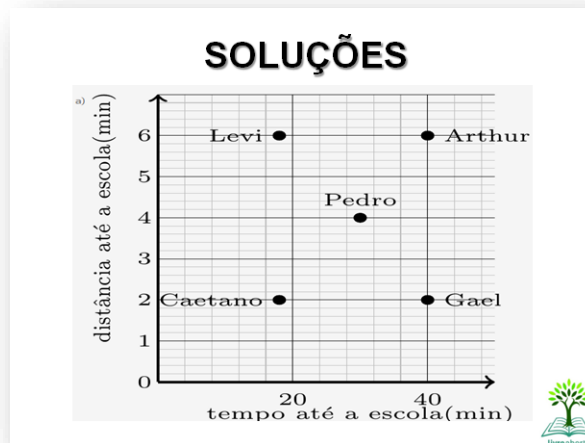 SOLUÇÕES
a)
distância até a escola(min)
6
Levi
Arthur
5
Pedro
4
3
2
Caetano
Gael
1
0
20
40
tempo até a escola(min)